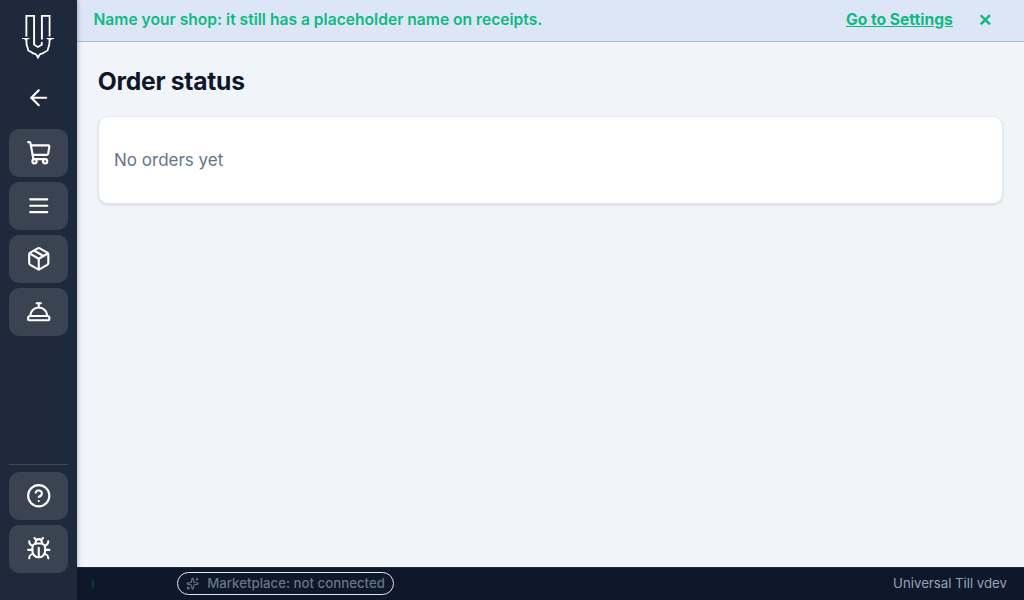 Name your shop: it still has a placeholder name on receipts.
Go to Settings ✕
Order status
No orders yet
Marketplace: not connected
Universal Till vdev